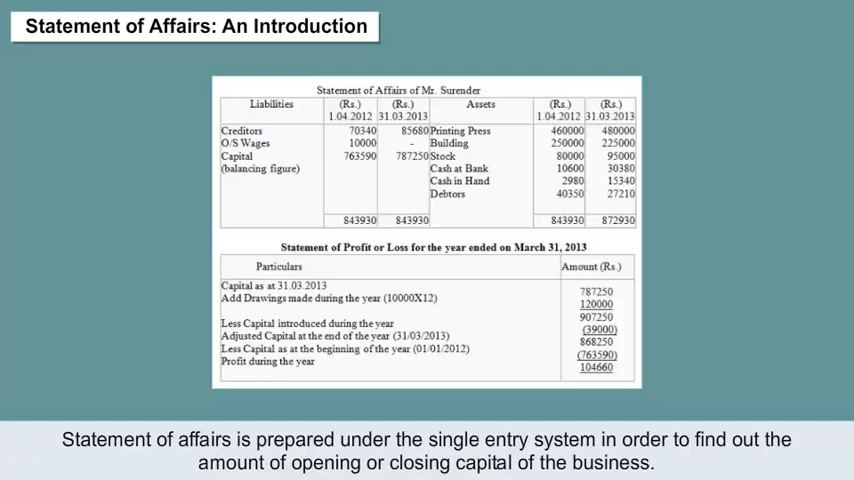 Statement of Affairs: An Introduction
Statement of Affairs of Mr. Surender
Liabilities (Rs.) (Rs.) Assets (Rs.) (Rs.)
1.04.2012 31.03.2013 1.04.2012 31.03.2013
Creditors 70340 85680 Printing Press 460000 480000
O/S Wages 10000 - Building 250000 225000
Capital 763590 787250 Stock 80000 95000
(balancing figure) Cash at Bank 10600 30380
Cash in Hand 2980 15340
Debtors 40350 27210
843930 843930 843930 872930
Statement of Profit or Loss for the year ended on March 31, 2013
Particulars Amount (Rs.)
Capital as at 31.03.2013 787250
Add Drawings made during the year (10000X12) 120000
907250
Less Capital introduced during the year (39000)
Adjusted Capital at the end of the year (31/03/2013) 868250
Less Capital as at the beginning of the year (01/01/2012) (763590)
Profit during the year 104660
Statement of affairs is prepared under the single entry system in order to find out the
amount of opening or closing capital of the business.